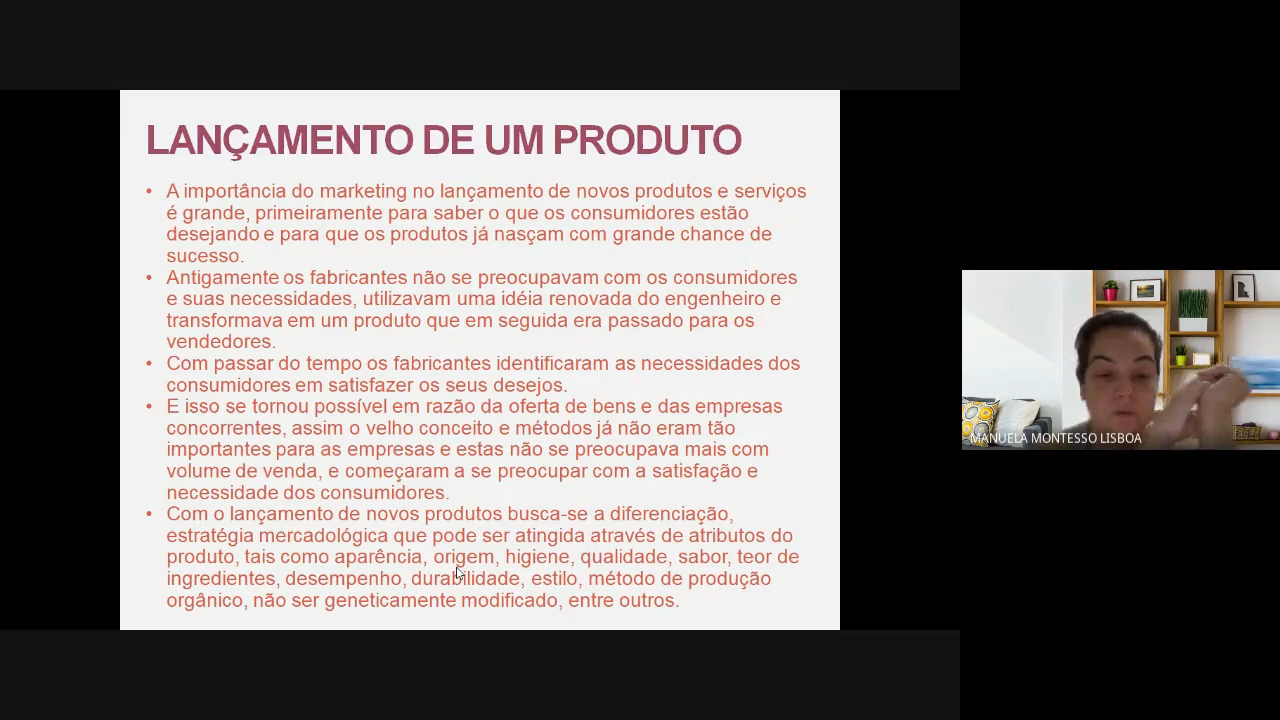 LANÇAMENTO DE UM PRODUTO
• A importância do marketing no lançamento de novos produtos e serviços
é grande, primeiramente para saber o que os consumidores estão
desejando e para que os produtos já nasçam com grande chance de
sucesso.
• Antigamente os fabricantes não se preocupavam com os consumidores
e suas necessidades, utilizavam uma idéia renovada do engenheiro e
transformava em um produto que em seguida era passado para os
vendedores.
• Com passar do tempo os fabricantes identificaram as necessidades dos
consumidores em satisfazer os seus desejos.
• E isso se tornou possível em razão da oferta de bens e das empresas
concorrentes, assim o velho conceito e métodos já não eram tão
importantes para as empresas e estas não se preocupava mais com
volume de venda, e começaram a se preocupar com a satisfação e
necessidade dos consumidores.
• Com o lançamento de novos produtos busca-se a diferenciação,
estratégia mercadológica que pode ser atingida através de atributos do
produto, tais como aparência, origem, higiene, qualidade, sabor, teor de
ingredientes, desempenho, durabilidade, estilo, método de produção
orgânico, não ser geneticamente modificado, entre outros.
MANUELA MONTESSO LISBOA